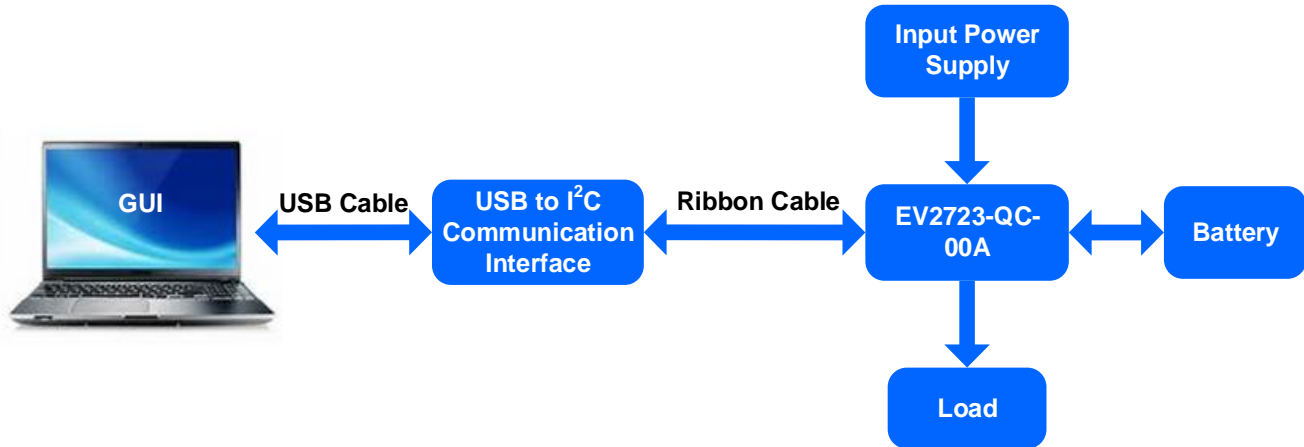 Input Power
Supply
GUI
USB Cable
USB to I²C
Communication
Interface
Ribbon Cable
EV2723-QC-
00A
Battery
Load